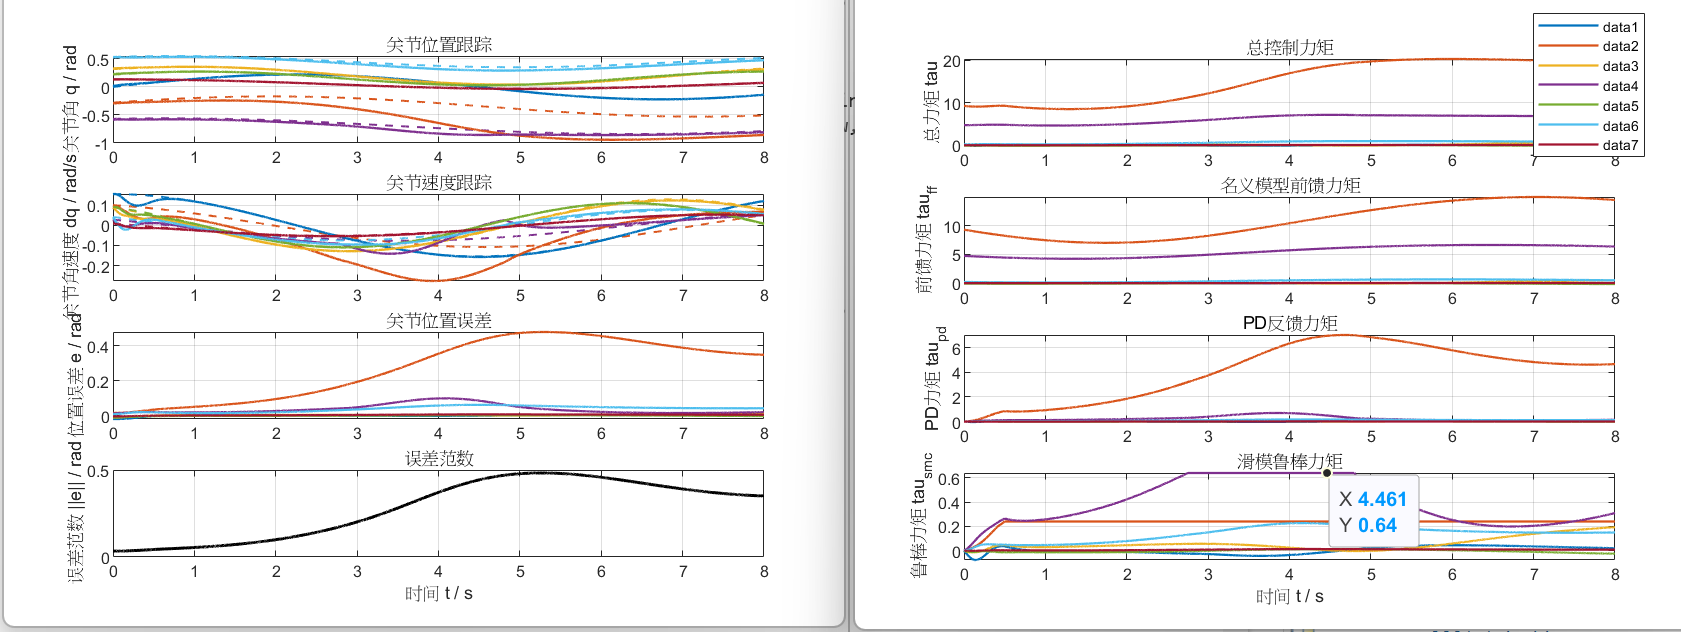 关节位置跟踪
关节角 q / rad
0.5
0
-0.5
-1
0 1 2 3 4 5 6 7 8
关节速度跟踪
关节角速度 dq / rad/s
0.1
0
-0.1
-0.2
0 1 2 3 4 5 6 7 8
关节位置误差
位置误差 e / rad
0.4
0.2
0
0 1 2 3 4 5 6 7 8
误差范数
误差范数 ||e|| / rad
0.5
0
0 1 2 3 4 5 6 7 8
时间 t / s
总控制力矩
总力矩 tau
20
10
0
0 1 2 3 4 5 6 7 8
data1
data2
data3
data4
data5
data6
data7
名义模型前馈力矩
前馈力矩 tau_ff
10
5
0
0 1 2 3 4 5 6 7 8
PD反馈力矩
PD力矩 tau_pd
6
4
2
0
0 1 2 3 4 5 6 7 8
滑模鲁棒力矩
鲁棒力矩 tau_smc
0.6
0.4
0.2
0
X 4.461
Y 0.64
0 1 2 3 4 5 6 7 8
时间 t / s